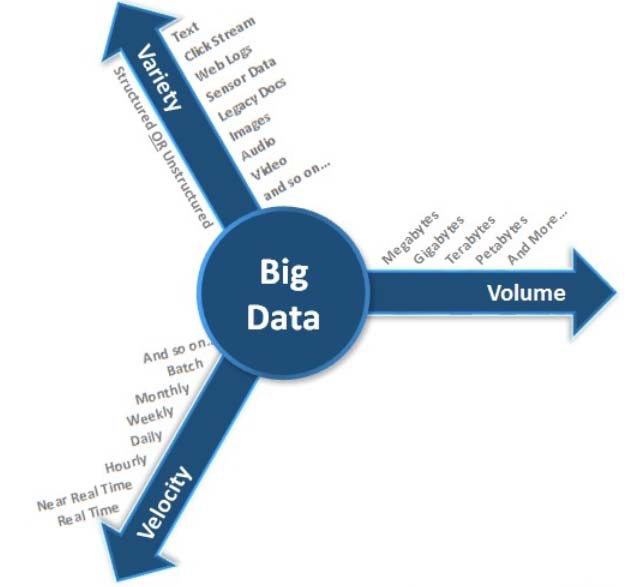 Variety
Structured OR Unstructured
Text
Click Stream
Web Logs
Sensor Data
Legacy Docs
Images
Audio
Video
and so on...
Big
Data
Megabytes
Gigabytes
Terabytes
Petabytes
And More...
Volume
And so on...
Batch
Monthly
Weekly
Daily
Hourly
Near Real Time
Real Time
Velocity